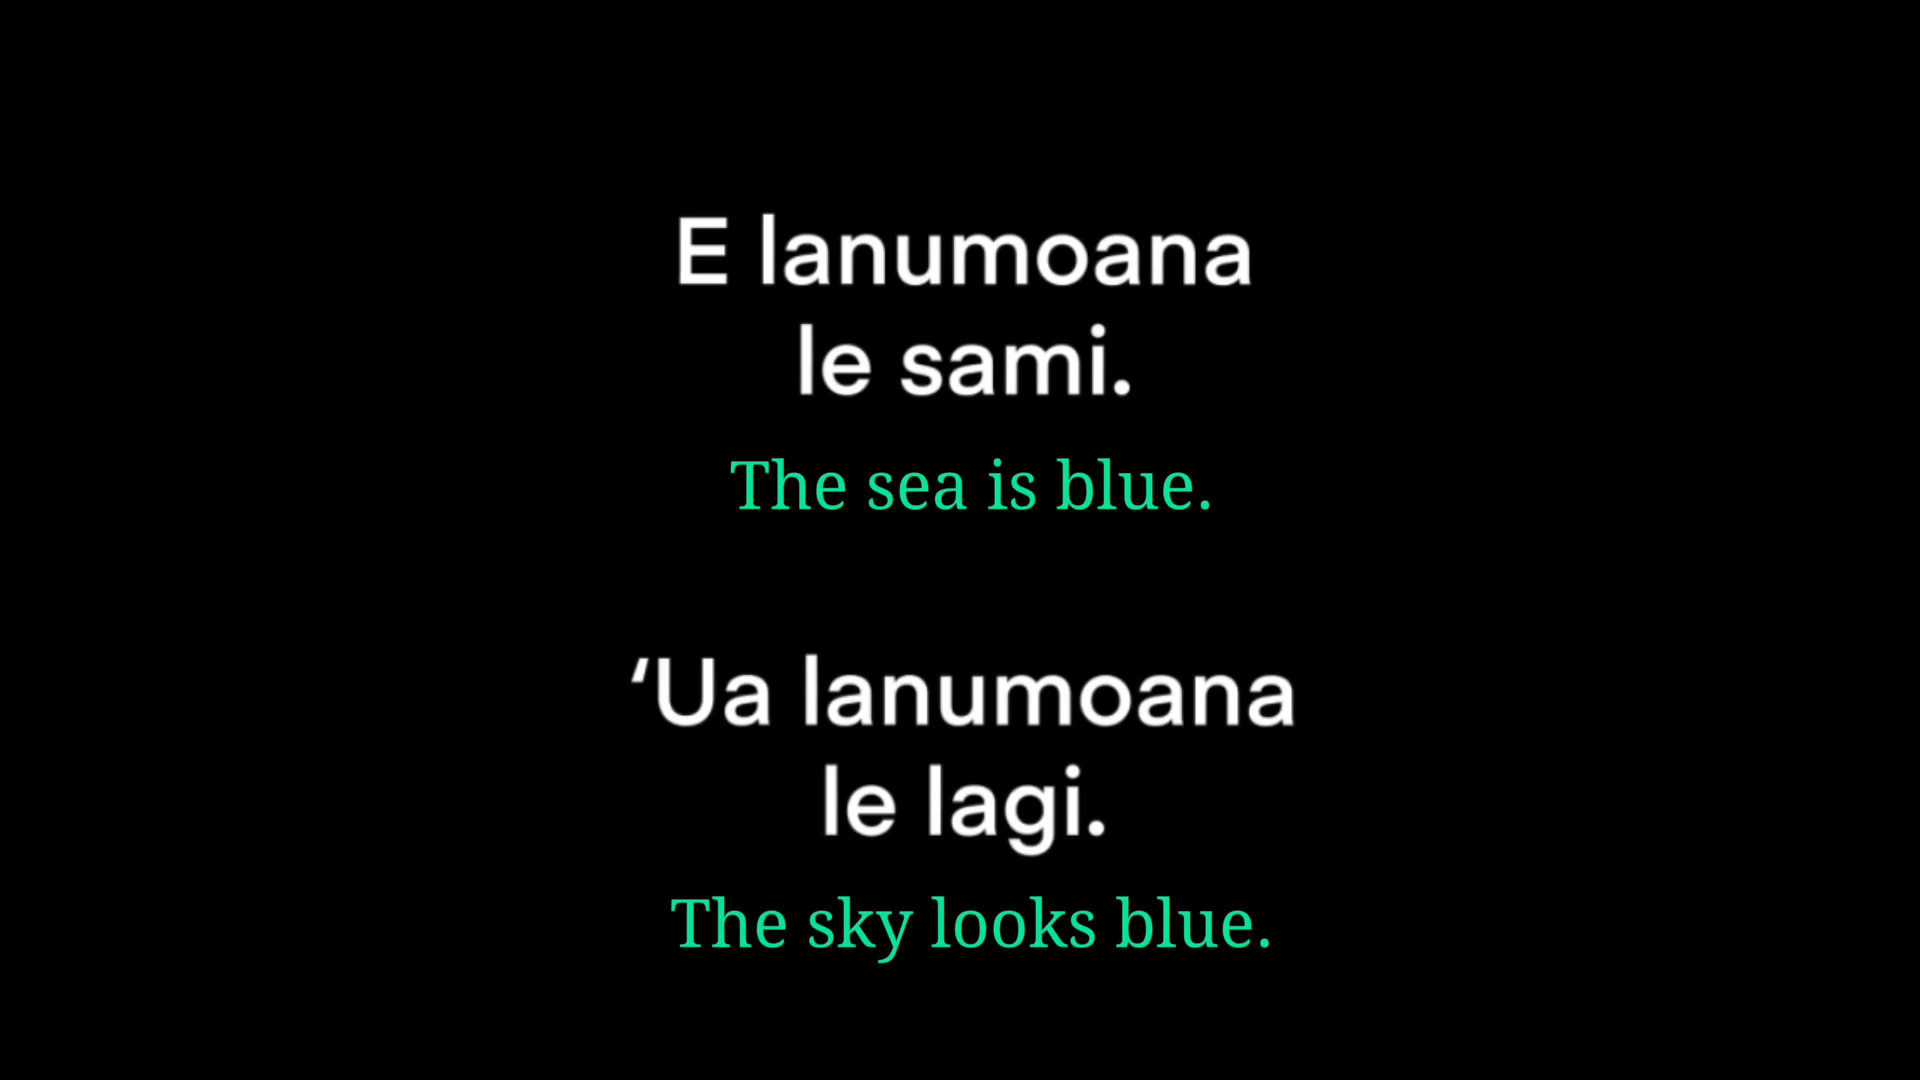 E lanumoana
le sami.
The sea is blue.
‘Ua lanumoana
le lagi.
The sky looks blue.